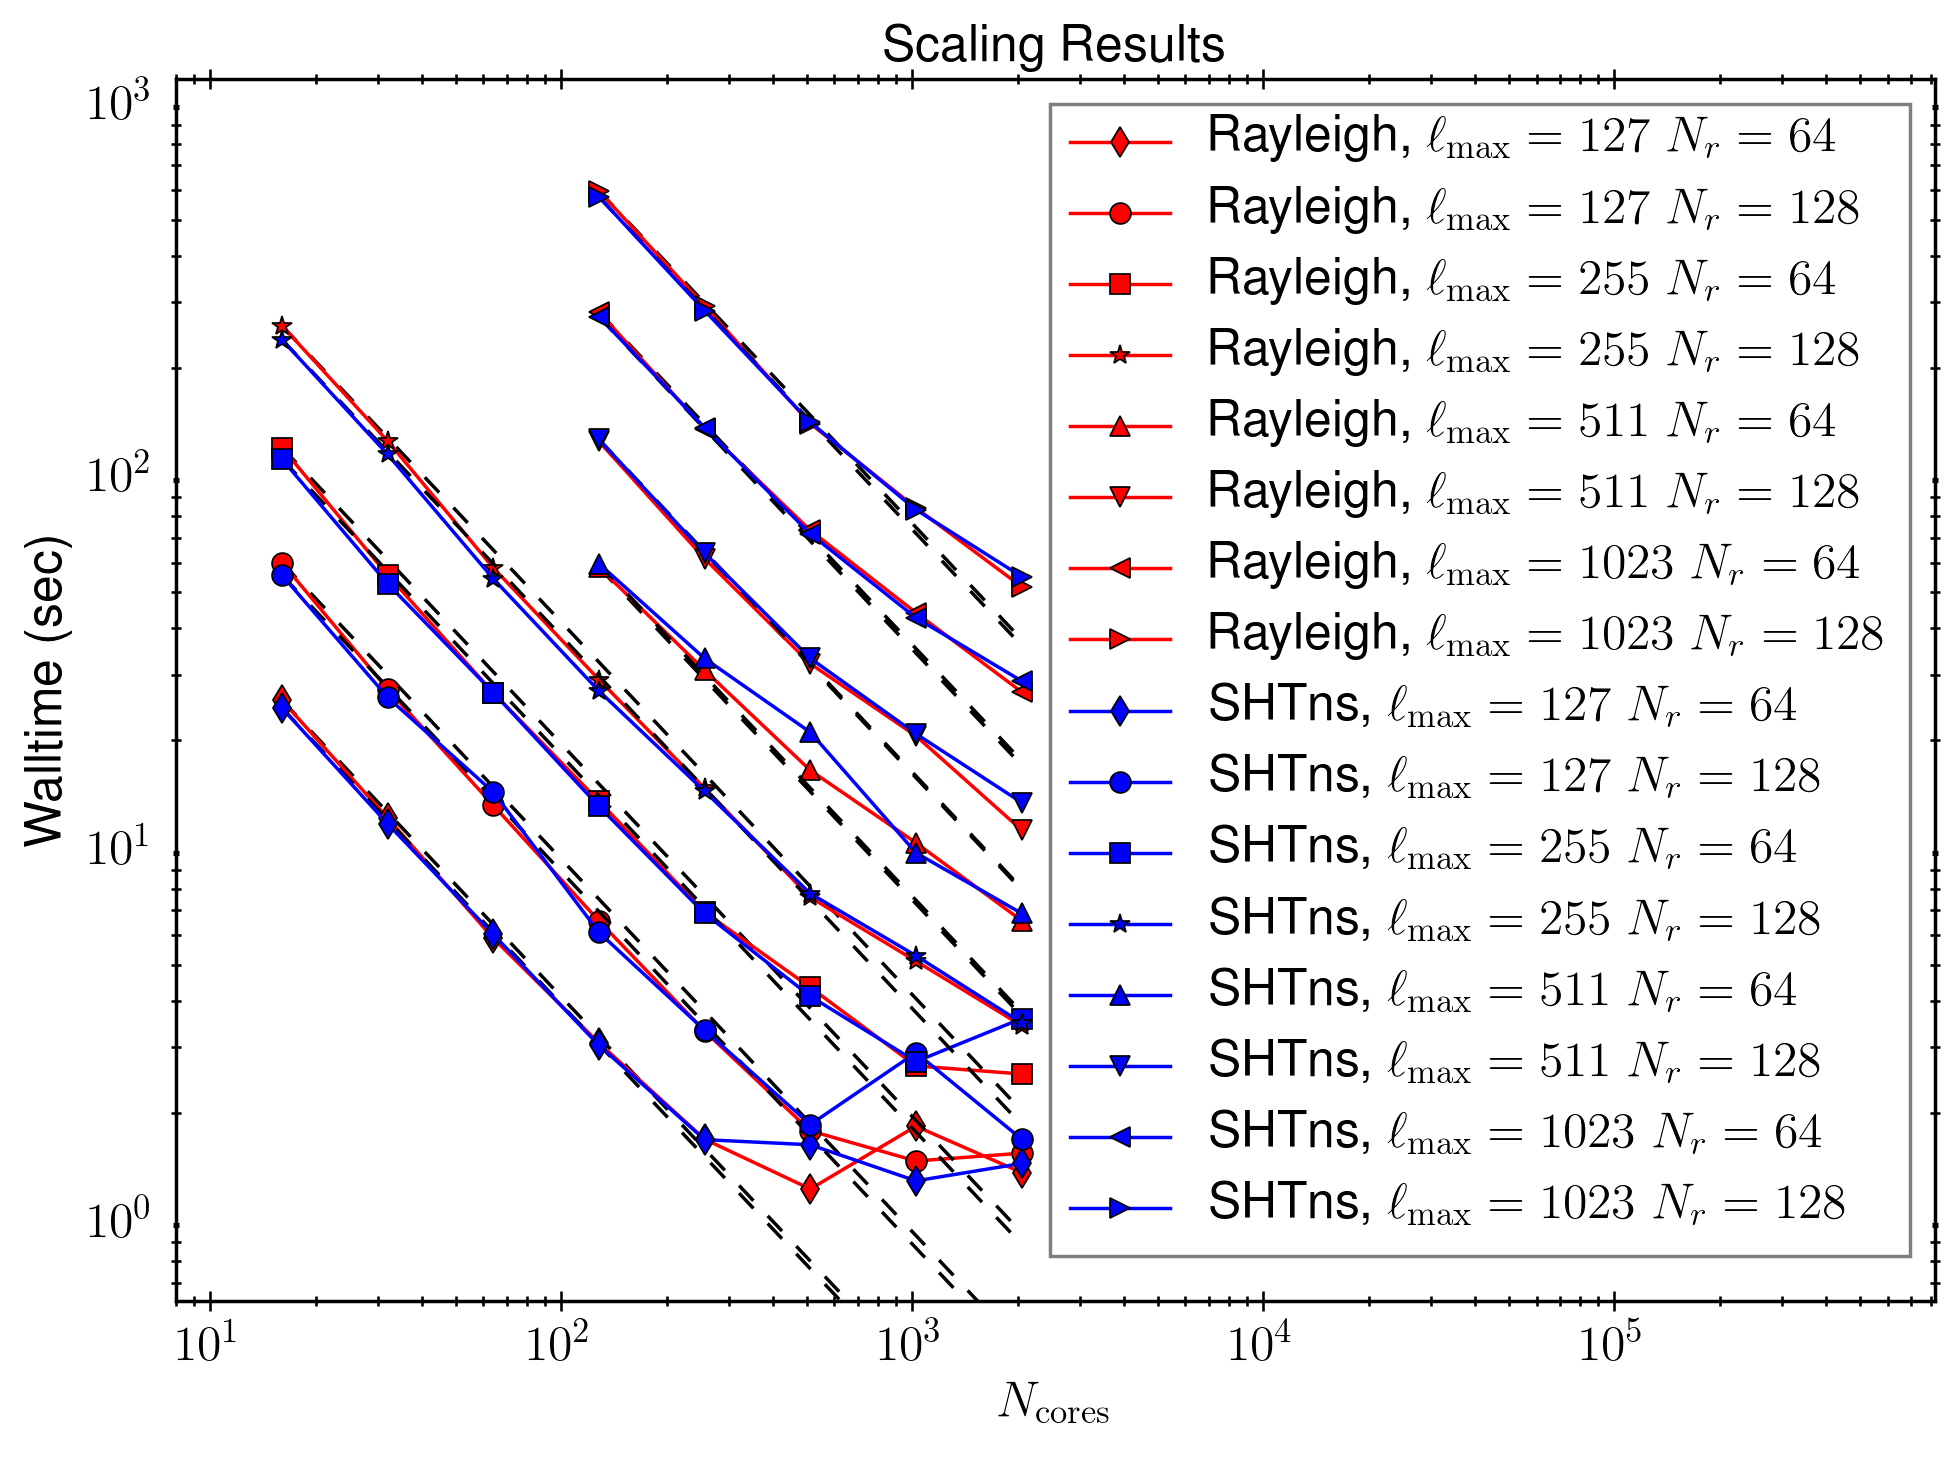 Scaling Results
10³
10²
10¹
10⁰
Walltime (sec)
Rayleigh, ℓmax = 127 Nr = 64
Rayleigh, ℓmax = 127 Nr = 128
Rayleigh, ℓmax = 255 Nr = 64
Rayleigh, ℓmax = 255 Nr = 128
Rayleigh, ℓmax = 511 Nr = 64
Rayleigh, ℓmax = 511 Nr = 128
Rayleigh, ℓmax = 1023 Nr = 64
Rayleigh, ℓmax = 1023 Nr = 128
SHTns, ℓmax = 127 Nr = 64
SHTns, ℓmax = 127 Nr = 128
SHTns, ℓmax = 255 Nr = 64
SHTns, ℓmax = 255 Nr = 128
SHTns, ℓmax = 511 Nr = 64
SHTns, ℓmax = 511 Nr = 128
SHTns, ℓmax = 1023 Nr = 64
SHTns, ℓmax = 1023 Nr = 128
10¹ 10² 10³ 10⁴ 10⁵
Ncores